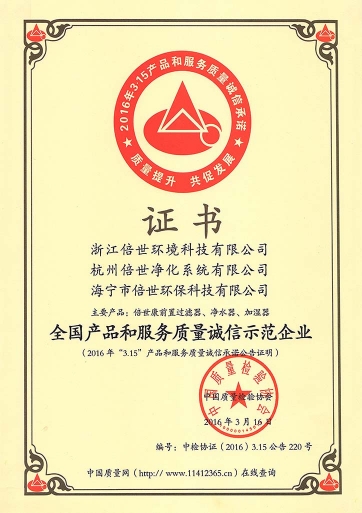 2016年3.15产品和服务质量诚信承诺
质量提升 共促发展
证书
浙江倍世环境科技有限公司
杭州倍世净化系统有限公司
海宁市倍世环保科技有限公司
主要产品：倍世康前置过滤器、净水器、加湿器
全国产品和服务质量诚信示范企业
（2016年“3.15”产品和服务质量诚信承诺公告证明）
中国质量检验协会
中国质量检验协会
2016年3月16日
编号：中检协证（2016）3.15公告220号
中国质量网（http://www.11412365.cn）在线查询